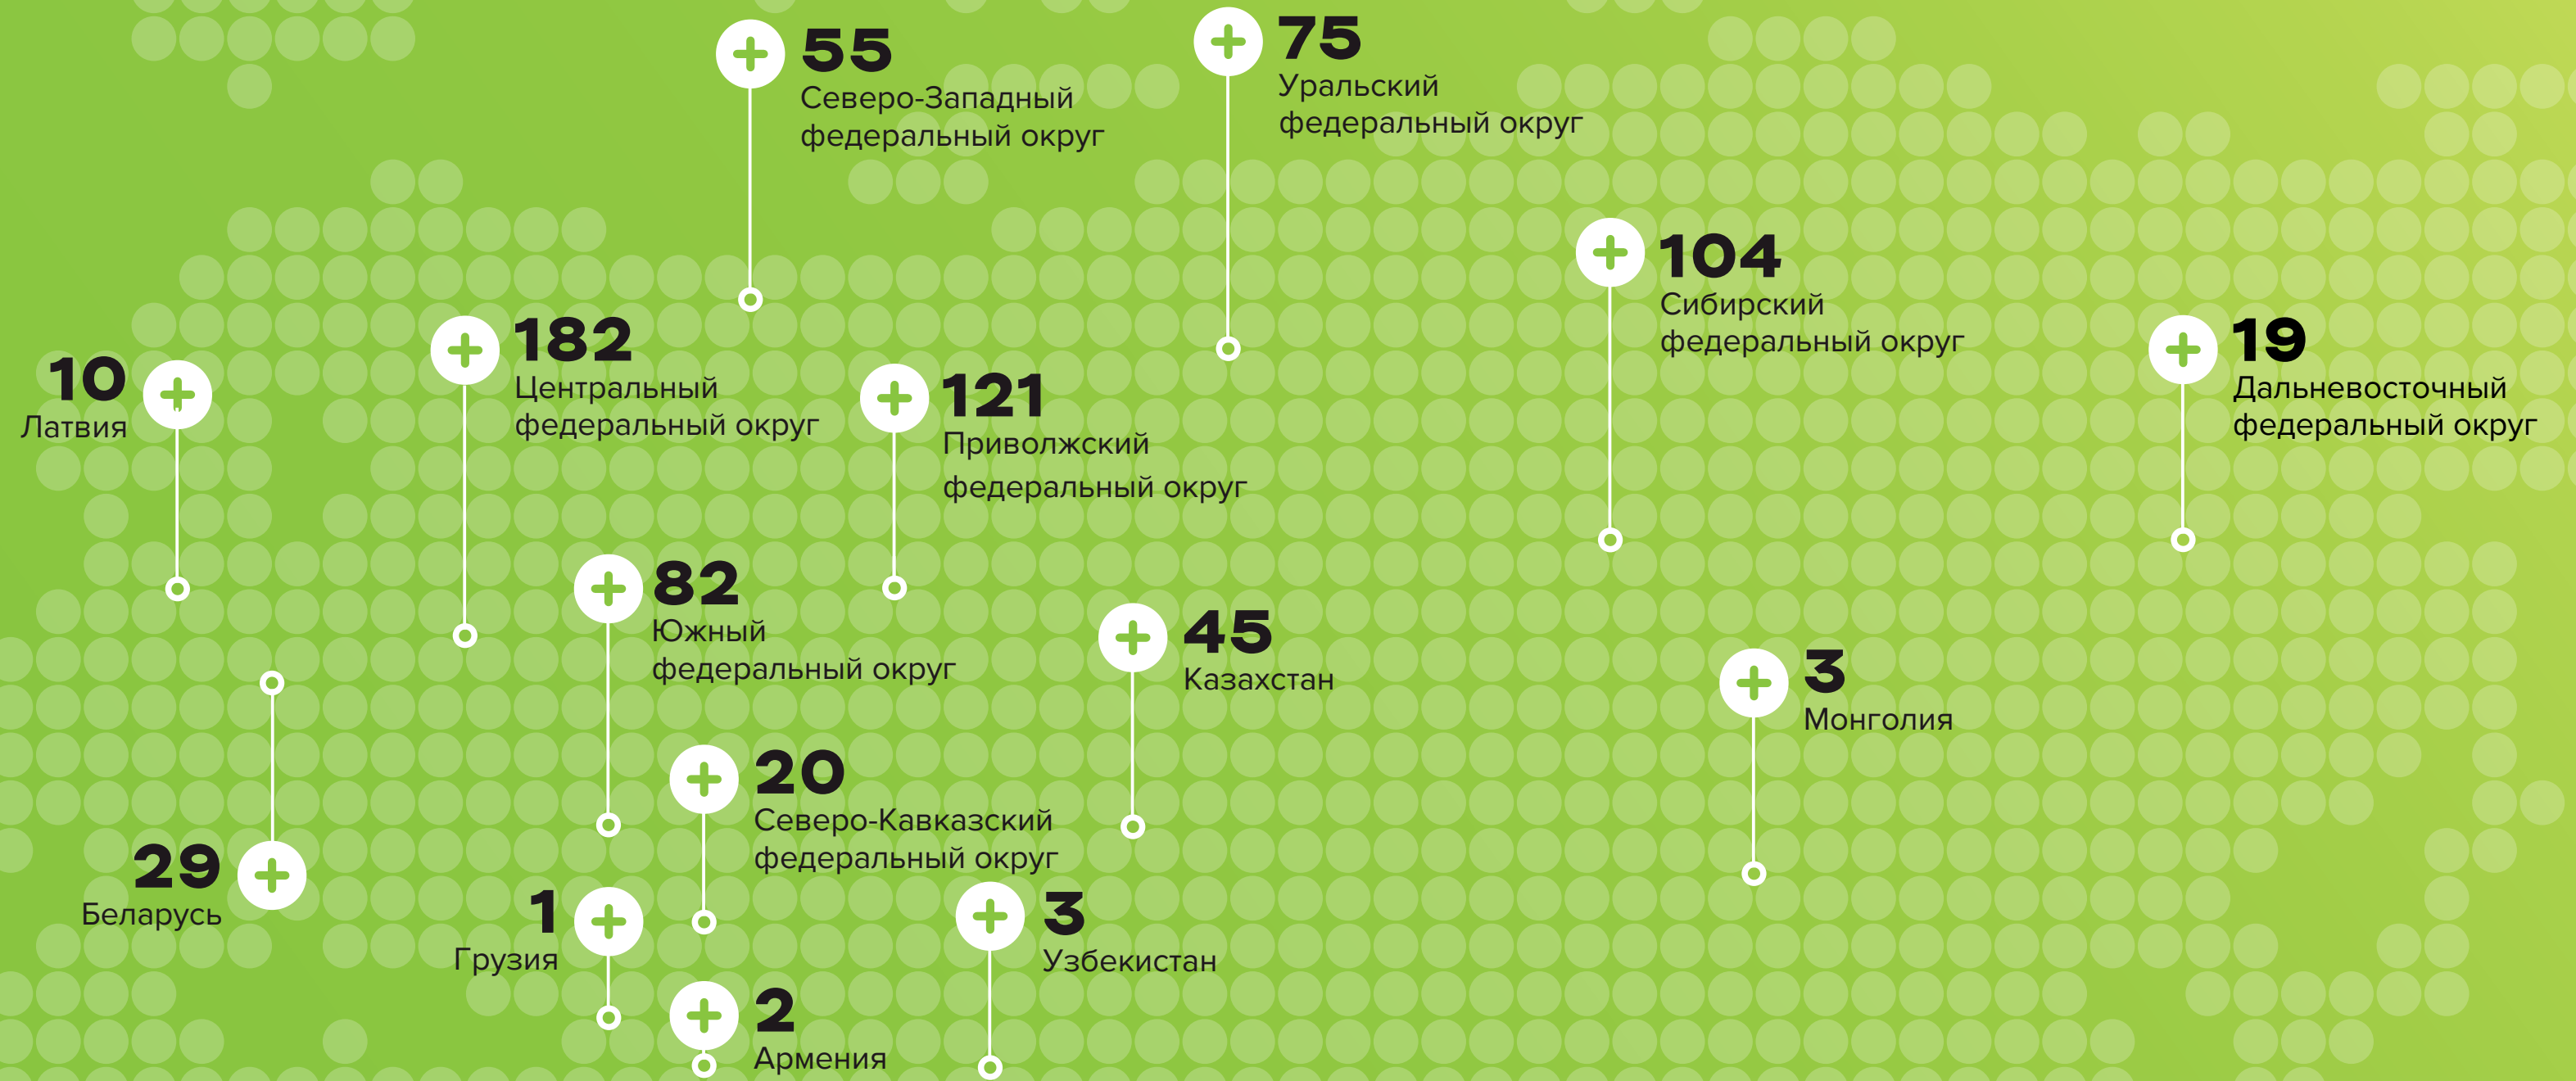 55
Северо-Западный
федеральный округ
75
Уральский
федеральный округ
104
Сибирский
федеральный округ
19
Дальневосточный
федеральный округ
10
Латвия
182
Центральный
федеральный округ
121
Приволжский
федеральный округ
82
Южный
федеральный округ
45
Казахстан
3
Монголия
20
Северо-Кавказский
федеральный округ
29
Беларусь
1
Грузия
3
Узбекистан
2
Армения